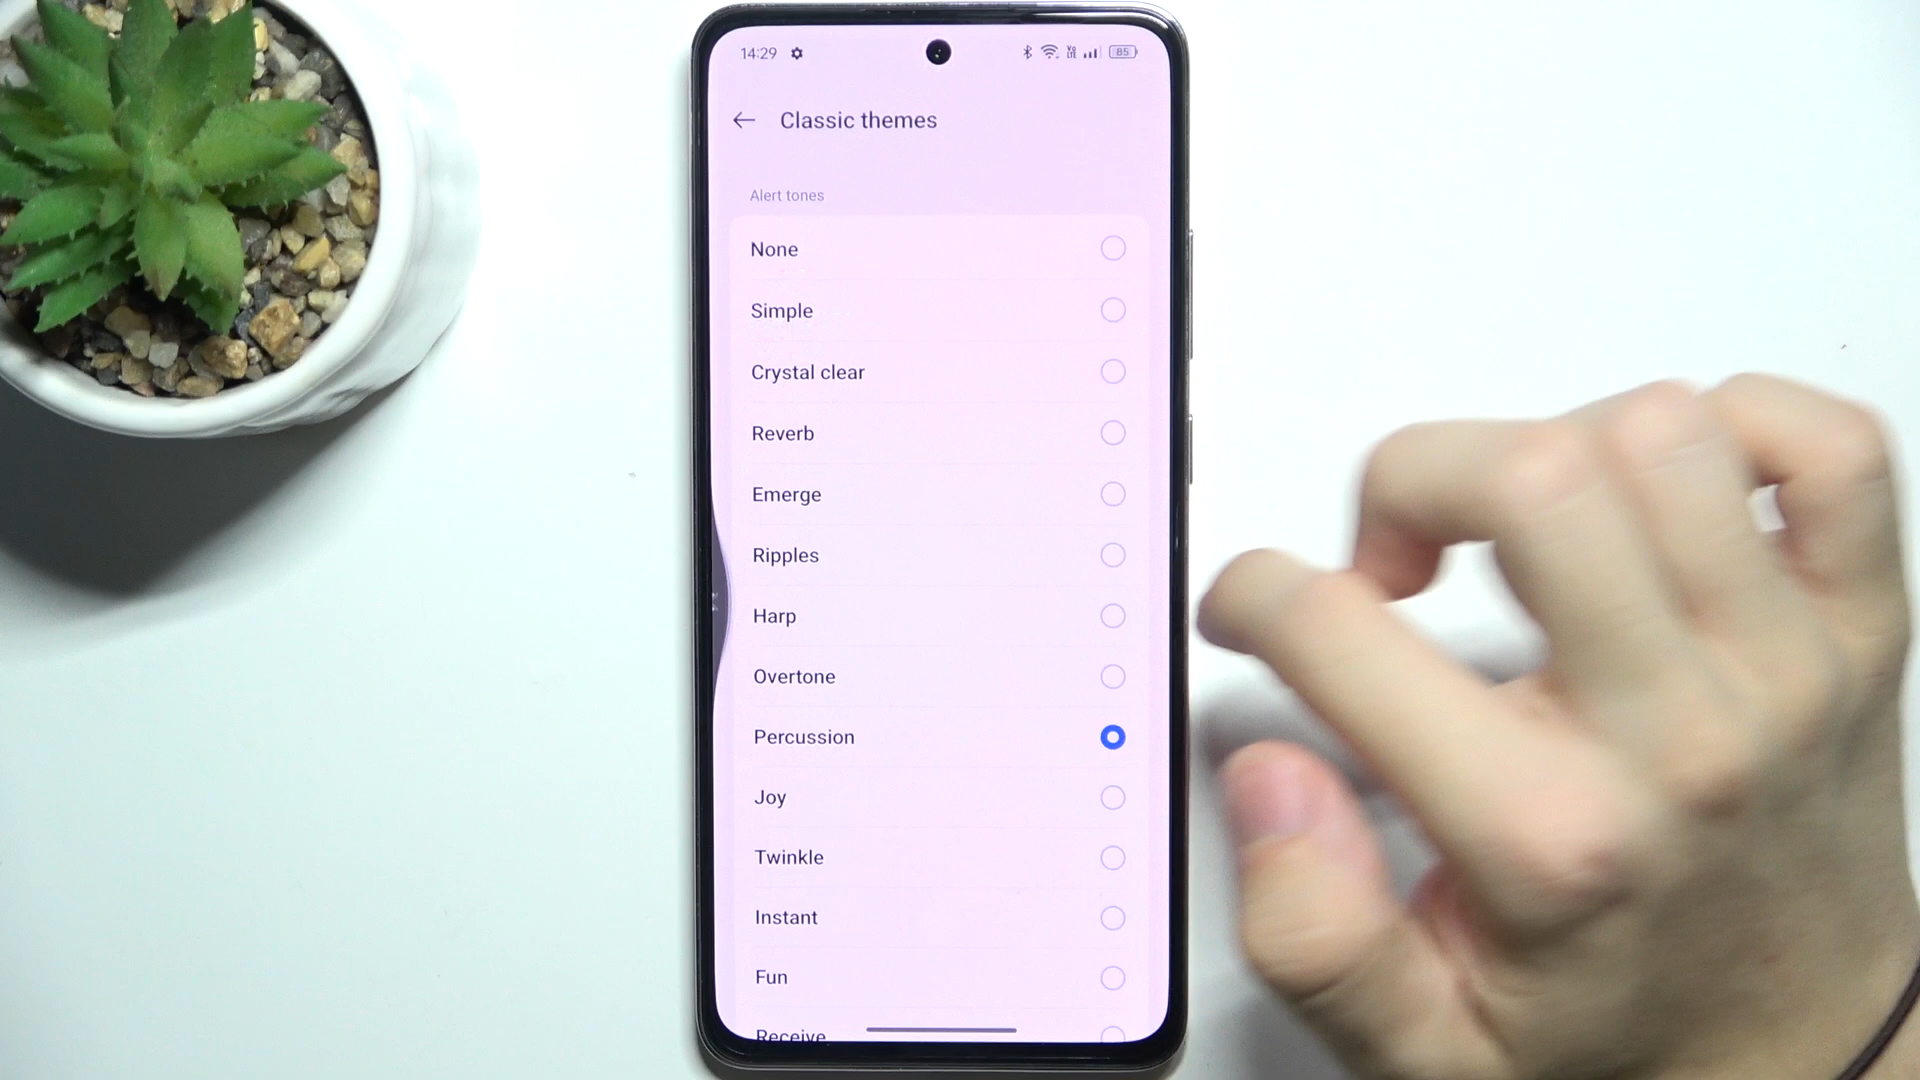 14:29
85
Classic themes
Alert tones
None
Simple
Crystal clear
Reverb
Emerge
Ripples
Harp
Overtone
Percussion
Joy
Twinkle
Instant
Fun
Receive